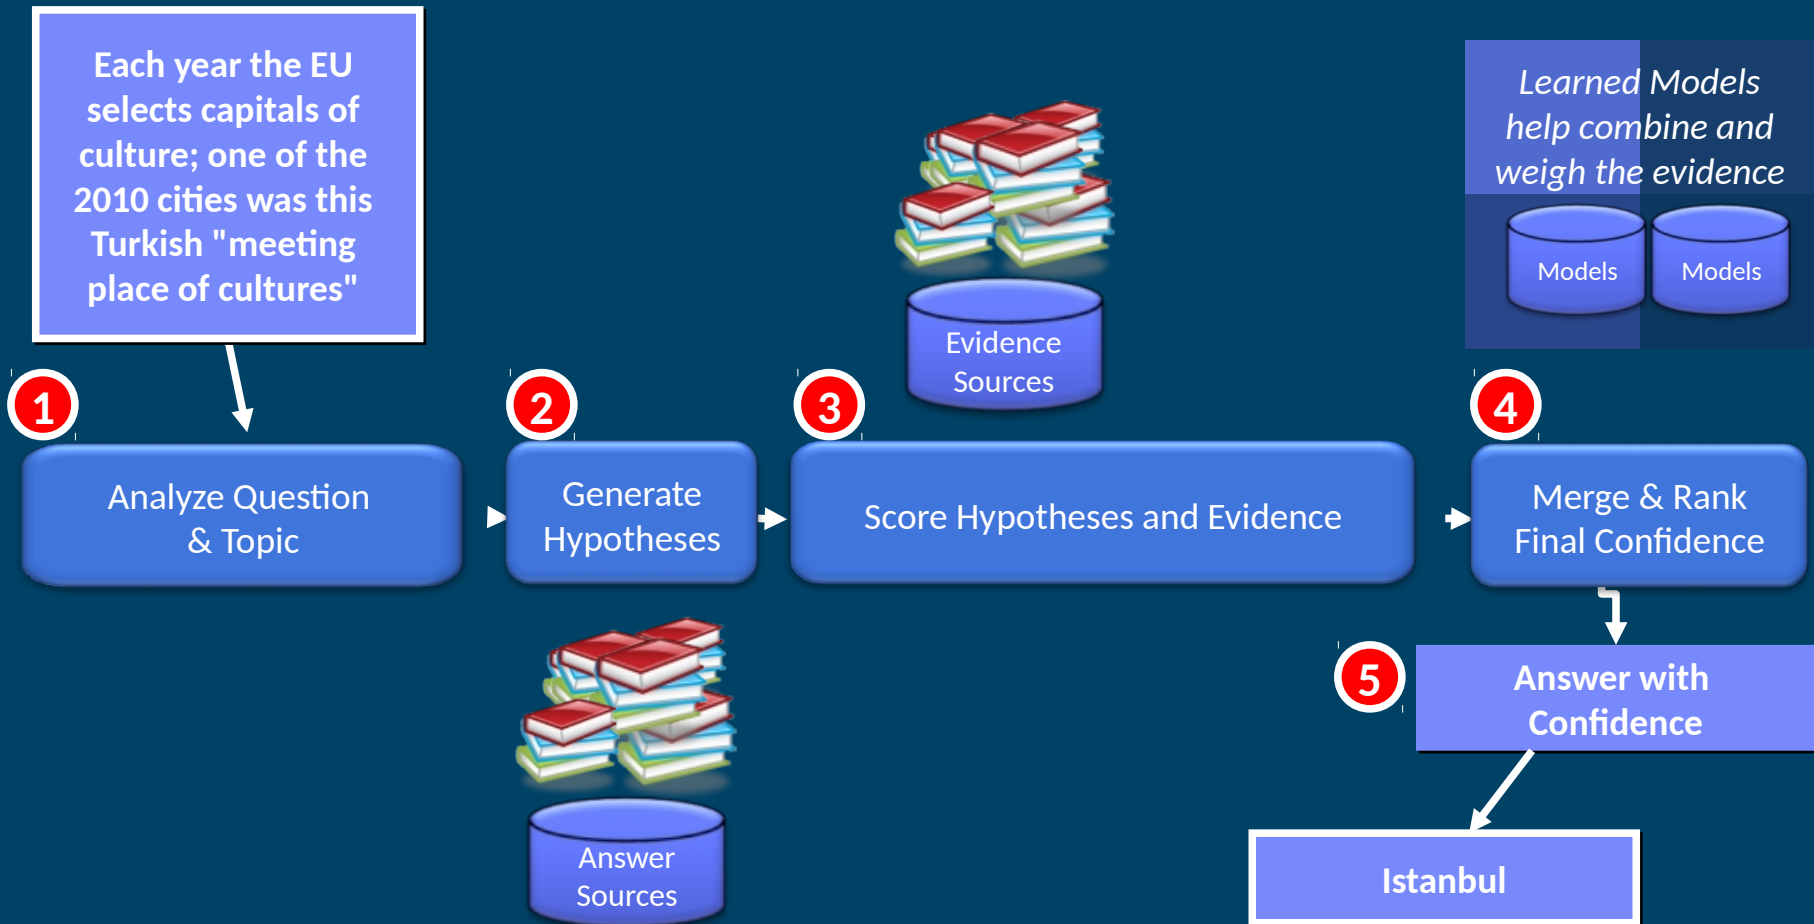 Each year the EU
selects capitals of
culture; one of the
2010 cities was this
Turkish "meeting
place of cultures"
Learned Models
help combine and
weigh the evidence
Models
Models
Evidence
Sources
1
2
3
4
Analyze Question
& Topic
Generate
Hypotheses
Score Hypotheses and Evidence
Merge & Rank
Final Confidence
5
Answer with
Confidence
Answer
Sources
Istanbul